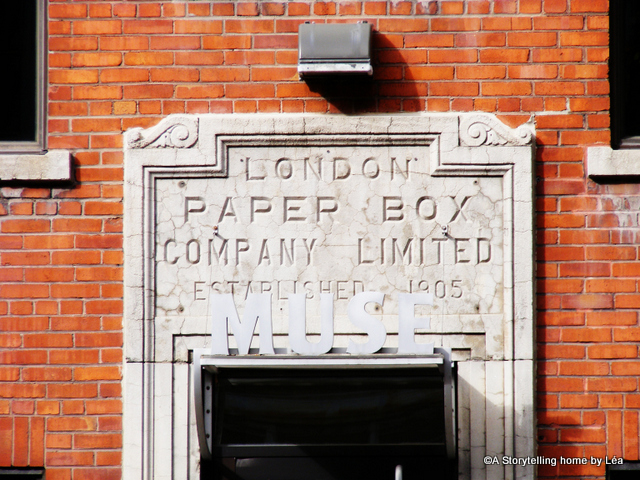 LONDON
PAPER BOX
COMPANY LIMITED
ESTABLISHED 1905
MUSE
©A Storytelling home by Léa